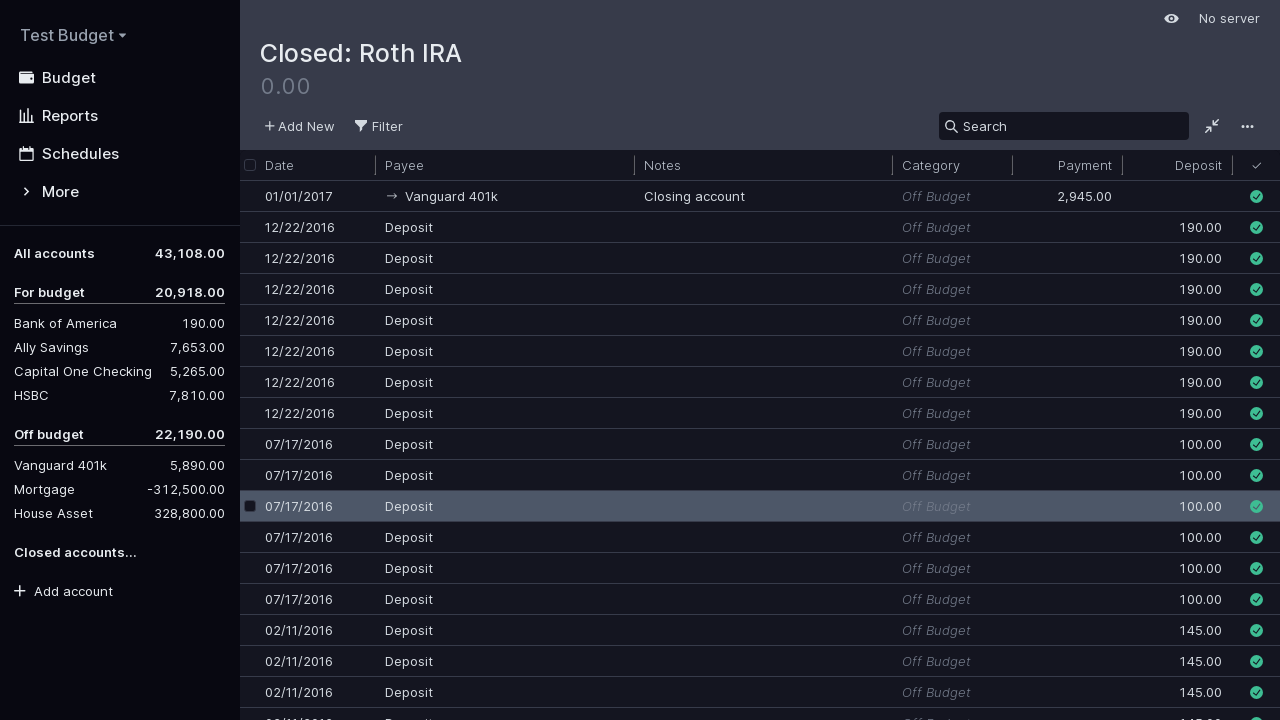 Test Budget
Budget
Reports
Schedules
More
All accounts 43,108.00
For budget 20,918.00
Bank of America 190.00
Ally Savings 7,653.00
Capital One Checking 5,265.00
HSBC 7,810.00
Off budget 22,190.00
Vanguard 401k 5,890.00
Mortgage -312,500.00
House Asset 328,800.00
Closed accounts...
Add account
No server
Closed: Roth IRA
0.00
Add New Filter Search
Date Payee Notes Category Payment Deposit
01/01/2017 Vanguard 401k Closing account Off Budget 2,945.00
12/22/2016 Deposit Off Budget 190.00
12/22/2016 Deposit Off Budget 190.00
12/22/2016 Deposit Off Budget 190.00
12/22/2016 Deposit Off Budget 190.00
12/22/2016 Deposit Off Budget 190.00
12/22/2016 Deposit Off Budget 190.00
12/22/2016 Deposit Off Budget 190.00
07/17/2016 Deposit Off Budget 100.00
07/17/2016 Deposit Off Budget 100.00
07/17/2016 Deposit Off Budget 100.00
07/17/2016 Deposit Off Budget 100.00
07/17/2016 Deposit Off Budget 100.00
07/17/2016 Deposit Off Budget 100.00
02/11/2016 Deposit Off Budget 145.00
02/11/2016 Deposit Off Budget 145.00
02/11/2016 Deposit Off Budget 145.00